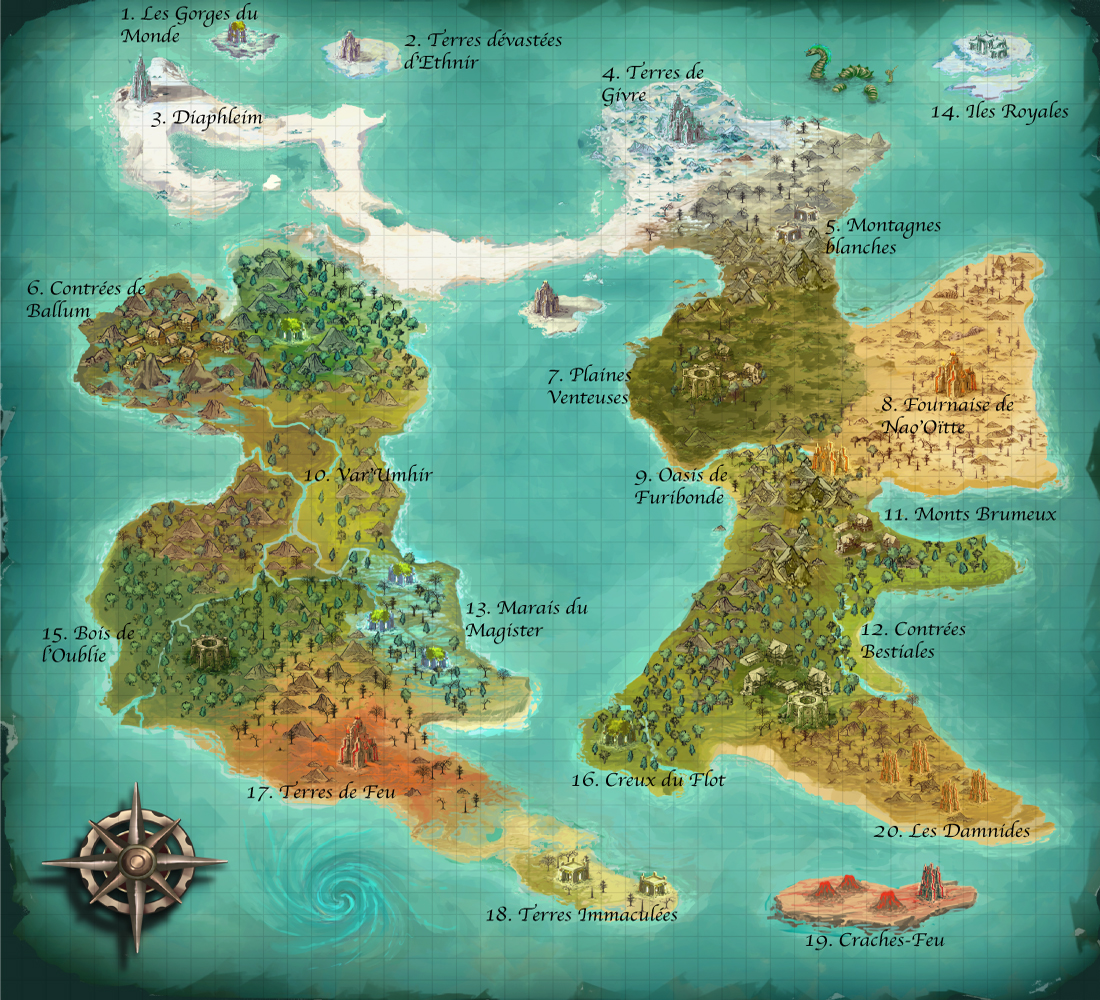 1. Les Gorges du
Monde
2. Terres dévastées
d'Ethnir
3. Diaphleim
4. Terres de
Givre
14. Iles Royales
5. Montagnes
blanches
6. Contrées de
Ballum
7. Plaines
Venteuses
8. Fournaise de
Nao'Oïtte
9. Oasis de
Furibonde
10. Var'Umhir
11. Monts Brumeux
12. Contrées
Bestiales
13. Marais du
Magister
15. Bois de
l'Oublie
16. Creux du Flot
17. Terres de Feu
18. Terres Immaculées
19. Craches-Feu
20. Les Damnides